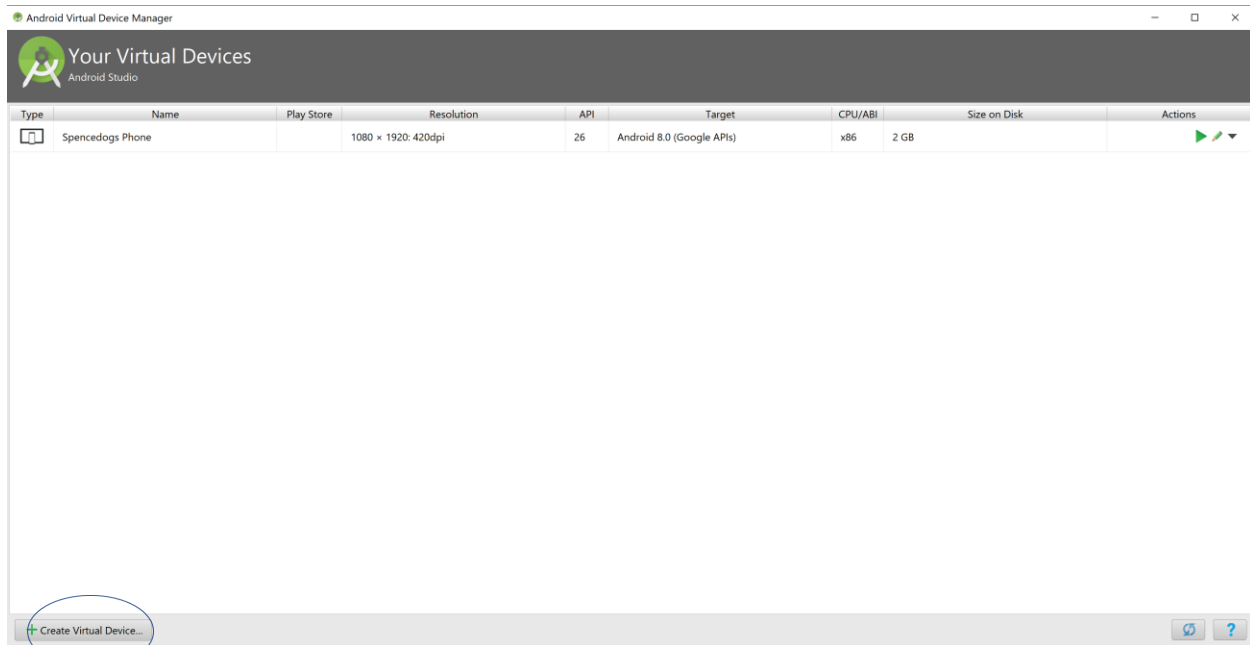 Android Virtual Device Manager
Your Virtual Devices
Android Studio
Type Name Play Store Resolution API Target CPU/ABI Size on Disk Actions
Spencedogs Phone 1080 × 1920: 420dpi 26 Android 8.0 (Google APIs) x86 2 GB
+ Create Virtual Device... ?